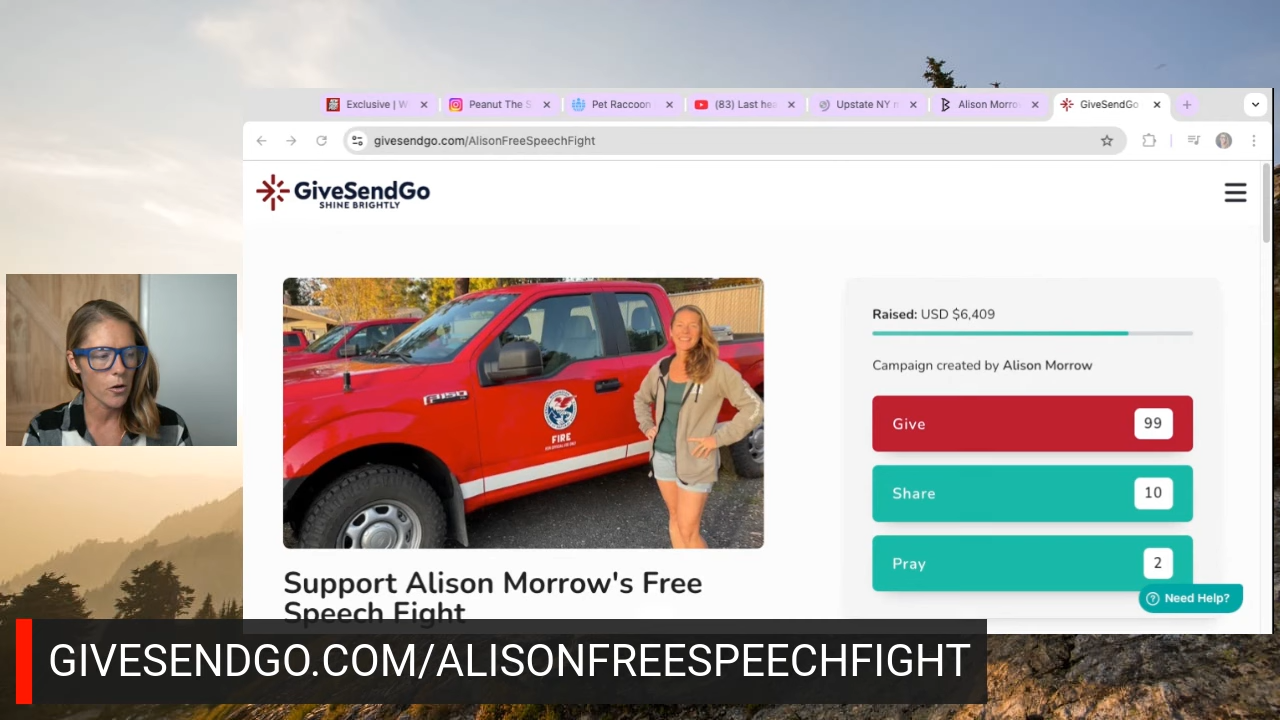 Exclusive | W
Peanut The S
Pet Raccoon
(83) Last hea
Upstate NY m
Alison Morro
GiveSendGo
givesendgo.com/AlisonFreeSpeechFight
GiveSendGo
SHINE BRIGHTLY
F150
FIRE
Raised: USD $6,409
Campaign created by Alison Morrow
Give 99
Share 10
Pray 2
Need Help?
Support Alison Morrow's Free
Speech Fight
GIVESENDGO.COM/ALISONFREESPEECHFIGHT